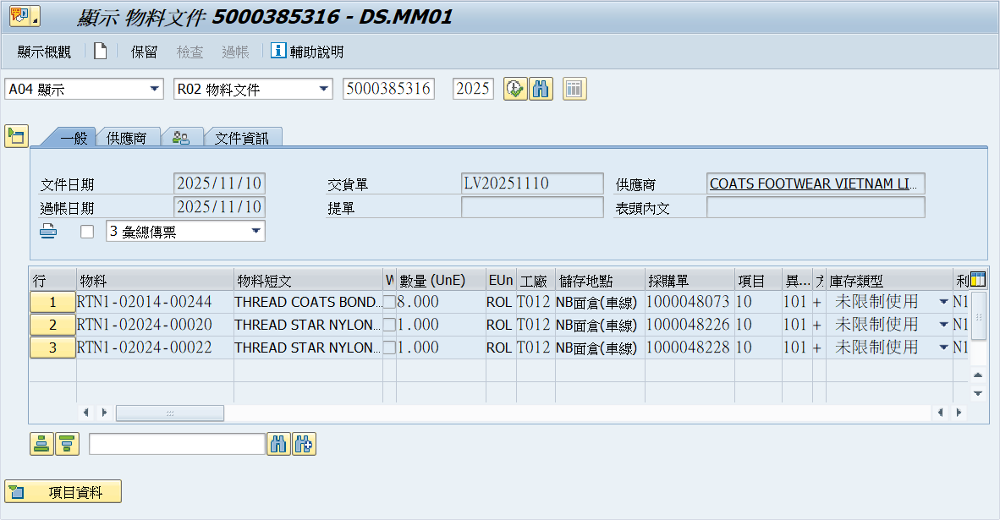 顯示 物料文件 5000385316 - DS.MM01
顯示概觀 保留 檢查 過帳 輔助說明
A04 顯示 R02 物料文件 5000385316 2025
一般 供應商 文件資訊
文件日期 2025/11/10 交貨單 LV20251110 供應商 COATS FOOTWEAR VIETNAM LI...
過帳日期 2025/11/10 提單 表頭內文
3 彙總傳票
行 物料 物料短文 數量 (UnE) EUn 工廠 儲存地點 採購單 項目 異... 庫存類型 利
1 RTN1-02014-00244 THREAD COATS BOND... 8.000 ROL T012 NB面倉(車線) 1000048073 10 101 + 未限制使用 N1
2 RTN1-02024-00020 THREAD STAR NYLON... 1.000 ROL T012 NB面倉(車線) 1000048226 10 101 + 未限制使用 N1
3 RTN1-02024-00022 THREAD STAR NYLON... 1.000 ROL T012 NB面倉(車線) 1000048228 10 101 + 未限制使用 N1
項目資料